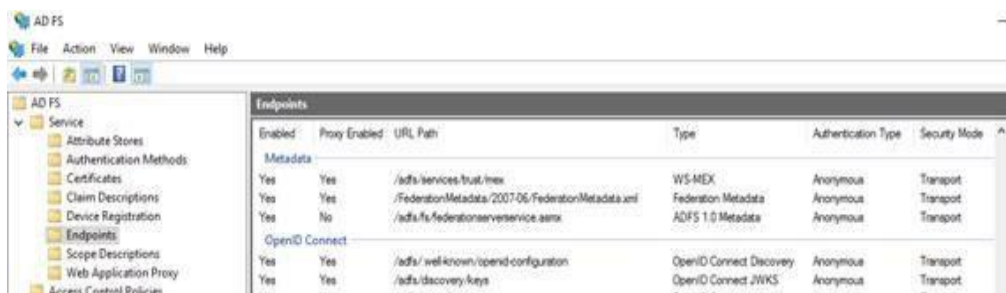 AD FS
File Action View Window Help
AD FS
Service
Attribute Stores
Authentication Methods
Certificates
Claim Descriptions
Device Registration
Endpoints
Scope Descriptions
Web Application Proxy
Access Control Policies
Endpoints
Enabled Proxy Enabled URL Path Type Authentication Type Security Mode
Metadata
Yes Yes /adfs/services/trust/mex WS-MEX Anonymous Transport
Yes Yes /FederationMetadata/2007-06/FederationMetadata.xml Federation Metadata Anonymous Transport
Yes No /adfs/fs/federationserverservice.asmx ADFS 1.0 Metadata Anonymous Transport
OpenID Connect
Yes Yes /adfs/.well-known/openid-configuration OpenID Connect Discovery Anonymous Transport
Yes Yes /adfs/discovery/keys OpenID Connect JWKS Anonymous Transport